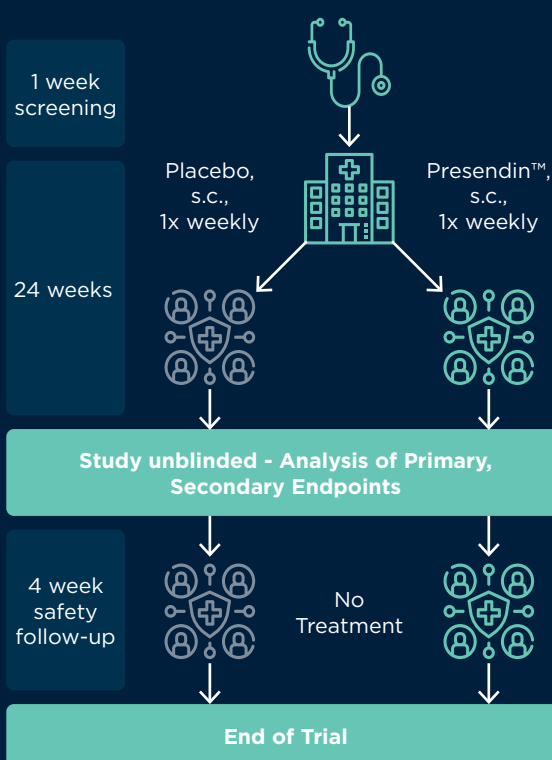 1 week
screening
Placebo,
s.c.,
1x weekly
Presendin™,
s.c.,
1x weekly
24 weeks
Study unblinded - Analysis of Primary,
Secondary Endpoints
4 week
safety
follow-up
No
Treatment
End of Trial